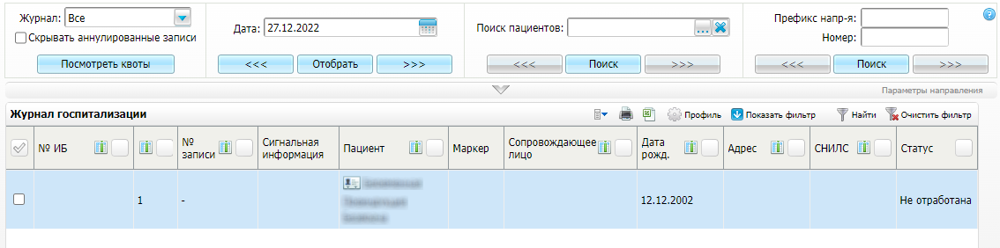 Журнал: Все
Скрывать аннулированные записи
Посмотреть квоты
Дата: 27.12.2022
<<< Отобрать >>>
Поиск пациентов: ...
<<< Поиск >>>
Префикс напр-я:
Номер:
<<< Поиск >>>
?
Параметры направления
Журнал госпитализации Профиль Показать фильтр Найти Очистить фильтр
№ ИБ № записи Сигнальная информация Пациент Маркер Сопровождающее лицо Дата рожд. Адрес СНИЛС Статус
1 - 12.12.2002 Не отработана